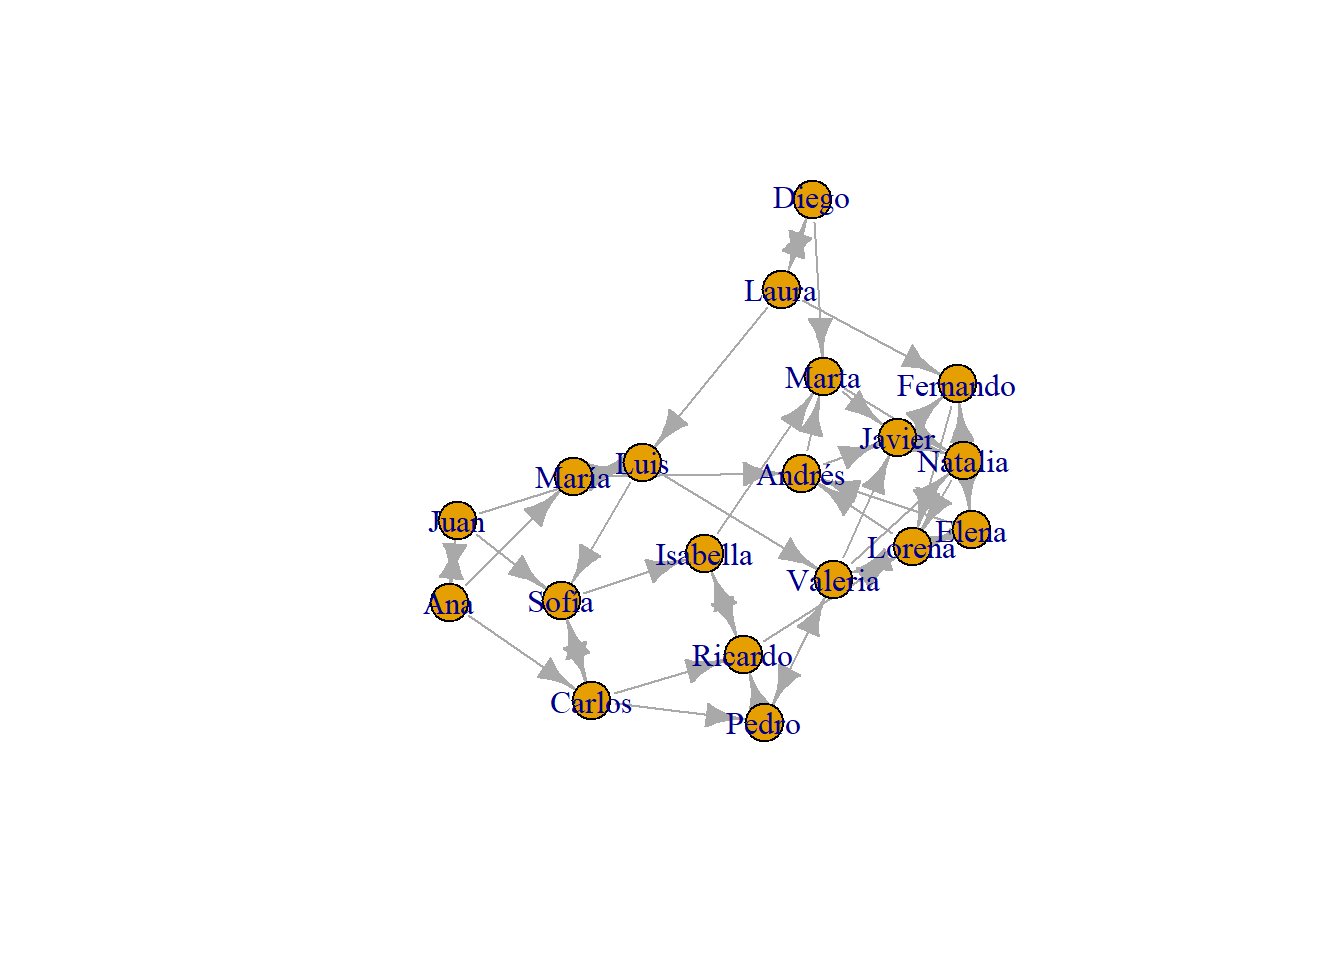 Diego
Laura
Marta
Fernando
Javier
Luis
Natalia
María
Andrés
Juan
Elena
Lorena
Isabella
Valeria
Ana
Sofía
Ricardo
Carlos
Pedro